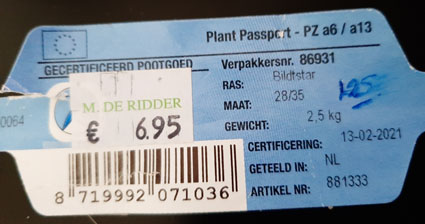 Plant Passport - PZ a6 / a13
GECERTIFICEERD POOTGOED
Verpakkersnr. 86931
RAS: Bildtstar
MAAT: 28/35
GEWICHT: 2,5 kg
CERTIFICERING: 13-02-2021
GETEELD IN: NL
ARTIKEL NR: 881333
0064
M. DE RIDDER
€ 6.95
8 719992 071036